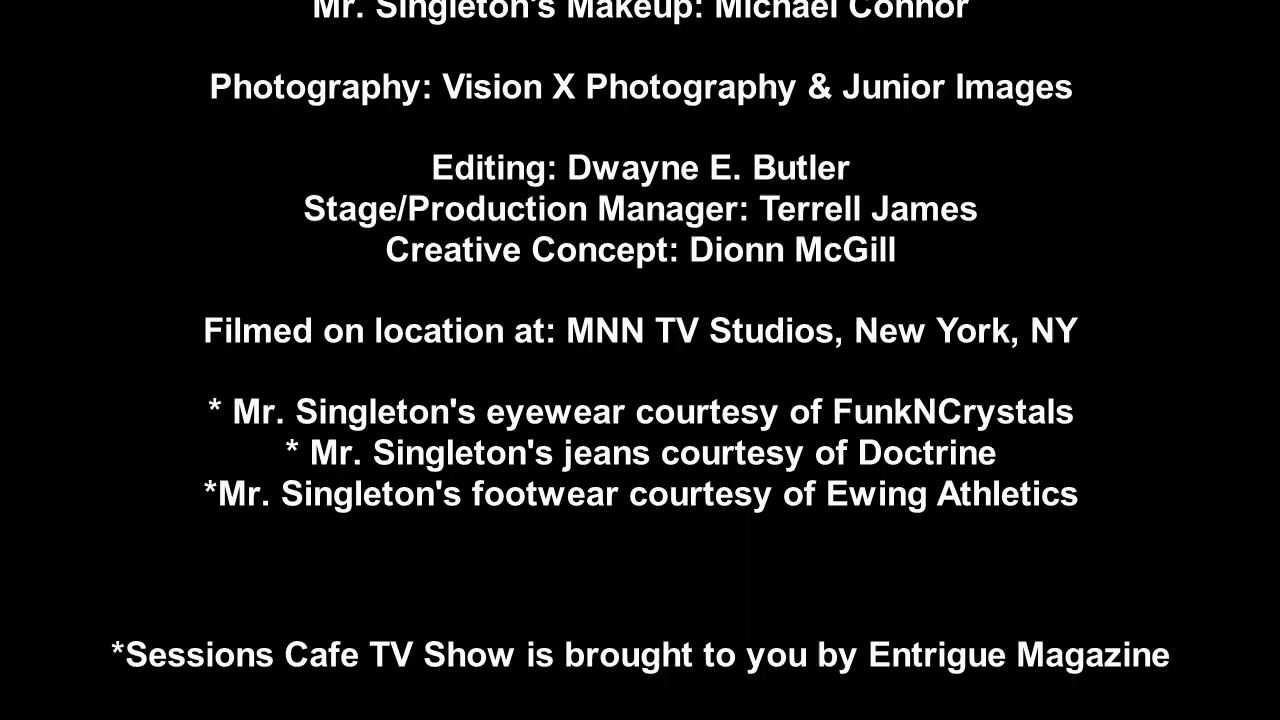 Mr. Singleton's Makeup: Michael Connor
Photography: Vision X Photography & Junior Images
Editing: Dwayne E. Butler
Stage/Production Manager: Terrell James
Creative Concept: Dionn McGill
Filmed on location at: MNN TV Studios, New York, NY
* Mr. Singleton's eyewear courtesy of FunkNCrystals
* Mr. Singleton's jeans courtesy of Doctrine
*Mr. Singleton's footwear courtesy of Ewing Athletics
*Sessions Cafe TV Show is brought to you by Entrigue Magazine